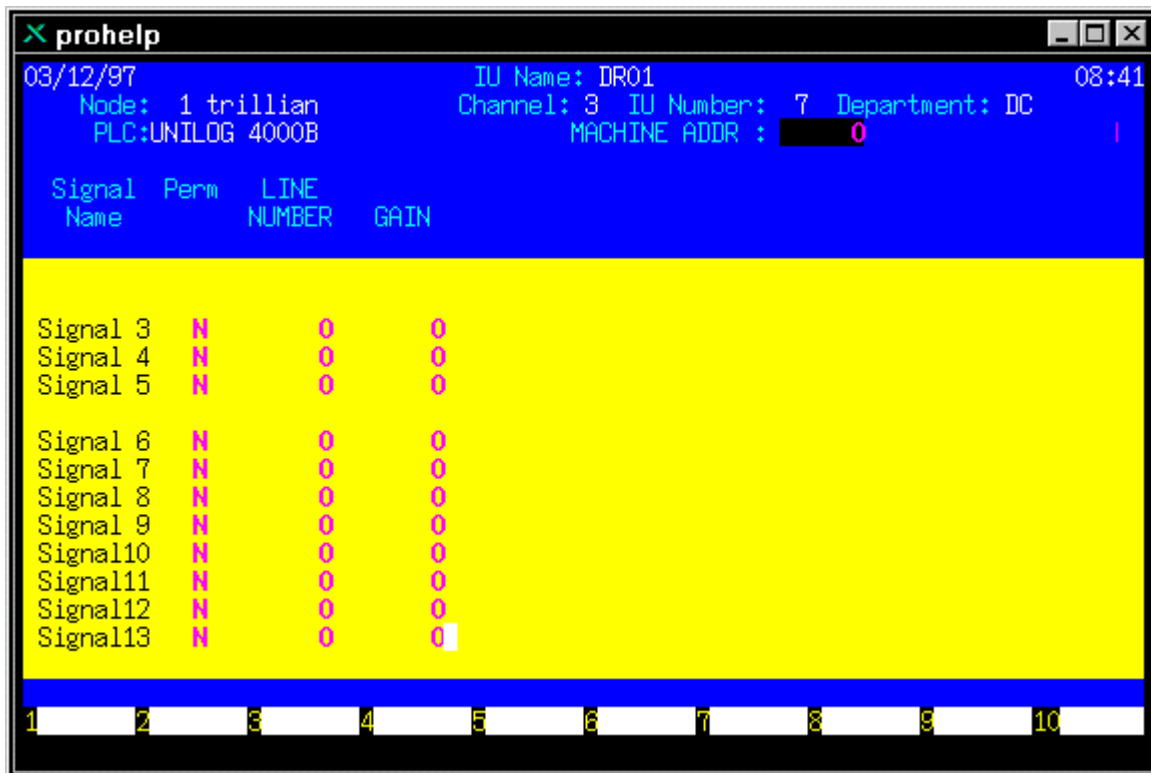 prohelp
03/12/97 IU Name: DR01 08:41
Node: 1 trillian Channel: 3 IU Number: 7 Department: DC
PLC:UNILOG 4000B MACHINE ADDR : 0
Signal Perm LINE
Name NUMBER GAIN
Signal 3 N 0 0
Signal 4 N 0 0
Signal 5 N 0 0
Signal 6 N 0 0
Signal 7 N 0 0
Signal 8 N 0 0
Signal 9 N 0 0
Signal10 N 0 0
Signal11 N 0 0
Signal12 N 0 0
Signal13 N 0 0
1 2 3 4 5 6 7 8 9 10